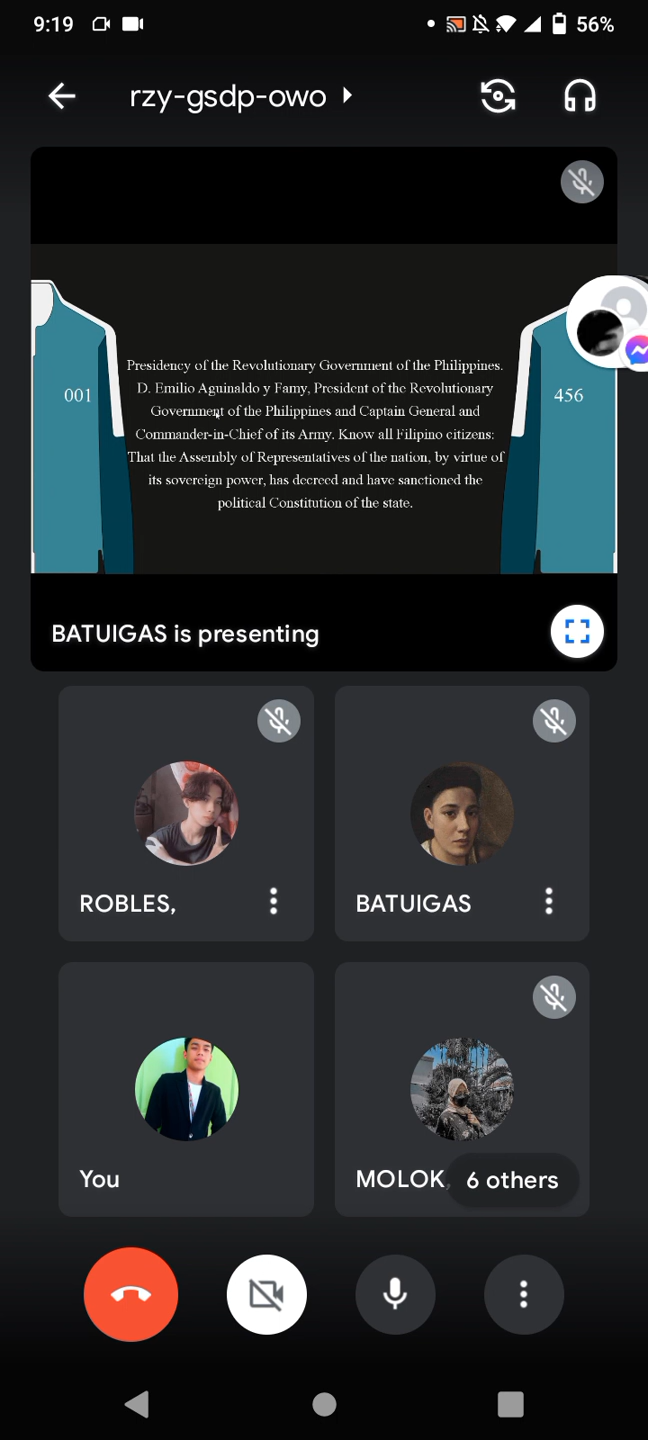 9:19
56%
rzy-gsdp-owo
001
Presidency of the Revolutionary Government of the Philippines.
D. Emilio Aguinaldo y Famy, President of the Revolutionary
Government of the Philippines and Captain General and
Commander-in-Chief of its Army. Know all Filipino citizens:
That the Assembly of Representatives of the nation, by virtue of
its sovereign power, has decreed and have sanctioned the
political Constitution of the state.
456
BATUIGAS is presenting
ROBLES,
BATUIGAS
You
MOLOK,
6 others